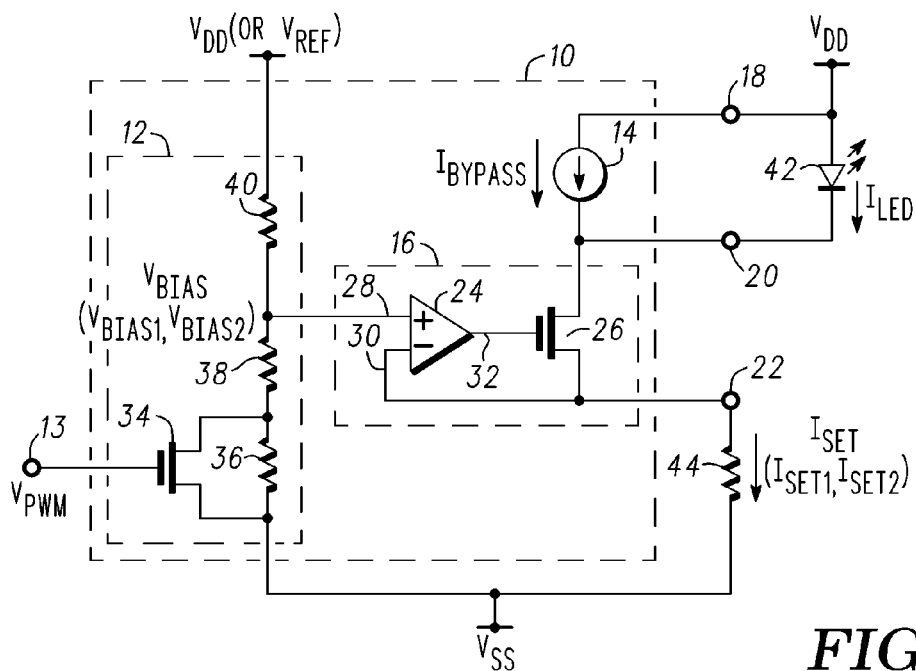 V_DD (OR V_REF)
10
V_DD
18
12
14
I_BYPASS
42
I_LED
40
16
20
V_BIAS
(V_BIAS1, V_BIAS2)
28
24
26
30
32
38
22
34
13
36
I_SET
(I_SET1, I_SET2)
44
V_PWM
V_SS
FIG